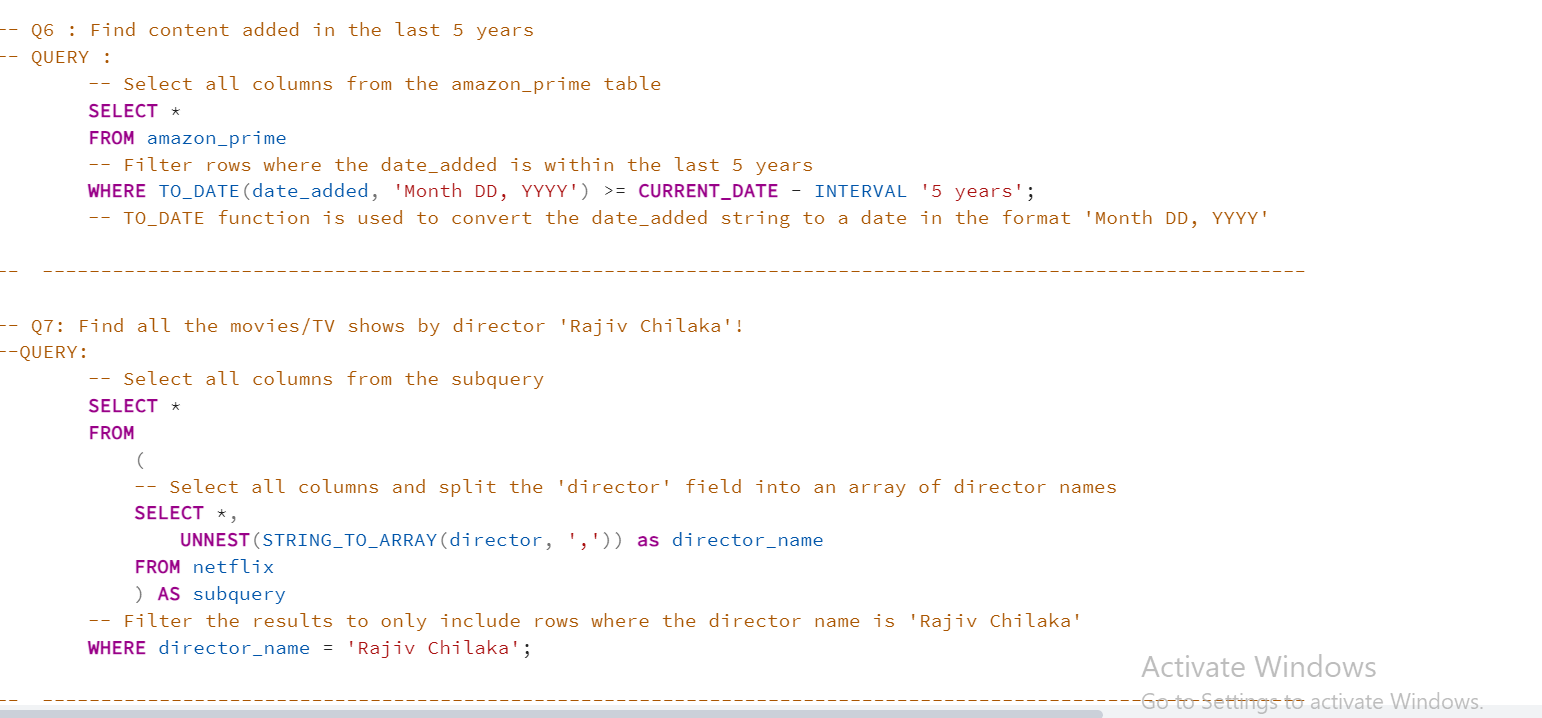 -- Q6 : Find content added in the last 5 years
-- QUERY :
-- Select all columns from the amazon_prime table
SELECT *
FROM amazon_prime
-- Filter rows where the date_added is within the last 5 years
WHERE TO_DATE(date_added, 'Month DD, YYYY') >= CURRENT_DATE - INTERVAL '5 years';
-- TO_DATE function is used to convert the date_added string to a date in the format 'Month DD, YYYY'
-- ------------------------------------------------------------------------------------------------------------
-- Q7: Find all the movies/TV shows by director 'Rajiv Chilaka'!
--QUERY:
-- Select all columns from the subquery
SELECT *
FROM
(
-- Select all columns and split the 'director' field into an array of director names
SELECT *,
UNNEST(STRING_TO_ARRAY(director, ',')) as director_name
FROM netflix
) AS subquery
-- Filter the results to only include rows where the director name is 'Rajiv Chilaka'
WHERE director_name = 'Rajiv Chilaka';
-- ------------------------------------------------------------------------------------------------------------
Activate Windows
Go to Settings to activate Windows.